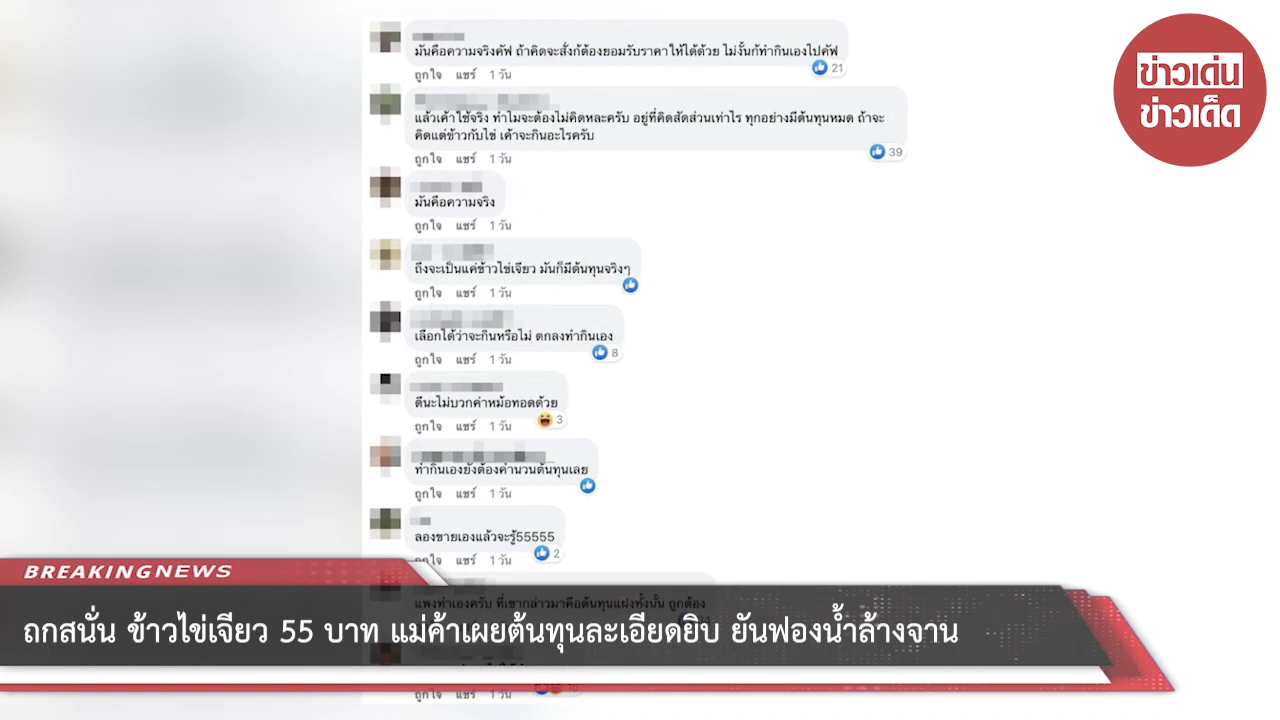 มันคือความจริงคัฟ ถ้าคิดจะสั่งก้ต้องยอมรับราคาให้ได้ด้วย ไม่งั้นก้ทำกินเองไปคัฟ
21
ถูกใจ แชร์ 1 วัน
แล้วเค้าใช้จริง ทำไมจะต้องไม่คิดหละครับ อยู่ที่คิดสัดส่วนเท่าไร ทุกอย่างมีต้นทุนหมด ถ้าจะ
คิดแต่ข้าวกับไข่ เค้าจะกินอะไรครับ
39
ถูกใจ แชร์ 1 วัน
มันคือความจริง
ถูกใจ แชร์ 1 วัน
ถึงจะเป็นแค่ข้าวไข่เจียว มันก็มีต้นทุนจริงๆ
ถูกใจ แชร์ 1 วัน
เลือกได้ว่าจะกินหรือไม่ ตกลงทำกินเอง
8
ถูกใจ แชร์ 1 วัน
ดีนะไม่บวกค่าหม้อทอดด้วย
3
ถูกใจ แชร์ 1 วัน
ทำกินเองยังต้องคำนวนต้นทุนเลย
ถูกใจ แชร์ 1 วัน
ลองขายเองแล้วจะรู้55555
2
ถูกใจ แชร์ 1 วัน
แพงทำเองครับ ที่เขากล่าวมาคือต้นทุนแฝงทั้งนั้น ถูกต้อง
ถูกใจ แชร์ 1 วัน
ข่าวเด่น
ข่าวเด็ด
BREAKINGNEWS
ถกสนั่น ข้าวไข่เจียว 55 บาท แม่ค้าเผยต้นทุนละเอียดยิบ ยันฟองน้ำล้างจาน